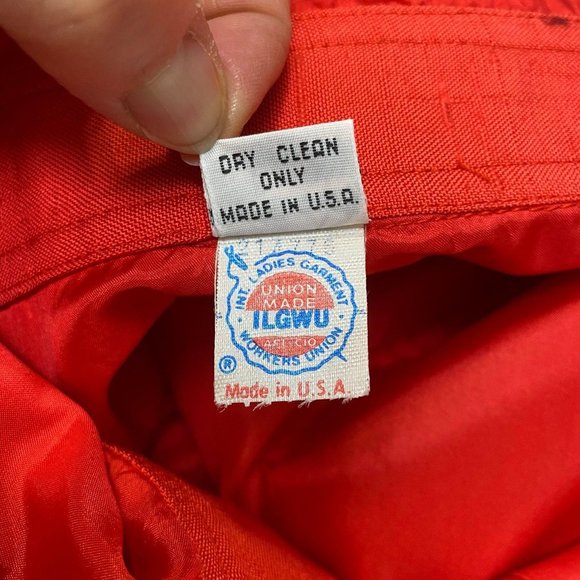 DRY CLEAN
ONLY
MADE IN U.S.A.
INT. LADIES GARMENT
UNION
MADE
ILGWU
AFL-CIO
WORKERS UNION
®
Made in U.S.A.